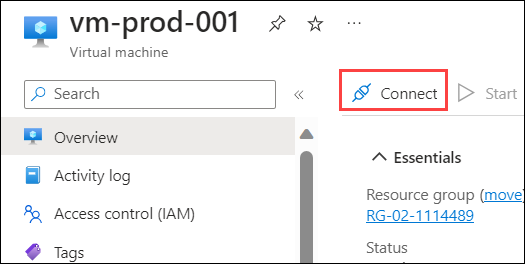 vm-prod-001
Virtual machine
Search
Connect
Start
Overview
Activity log
Access control (IAM)
Tags
Essentials
Resource group (move)
RG-02-1114489
Status